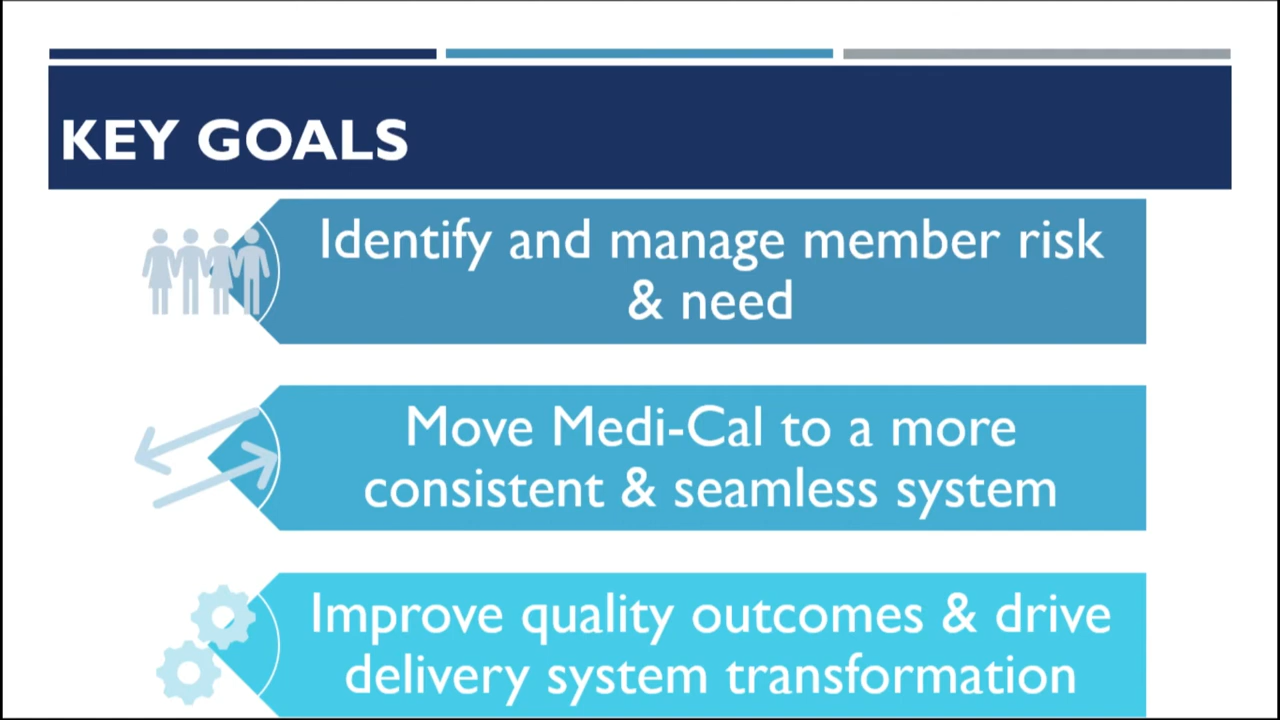 KEY GOALS
Identify and manage member risk
& need
Move Medi-Cal to a more
consistent & seamless system
Improve quality outcomes & drive
delivery system transformation